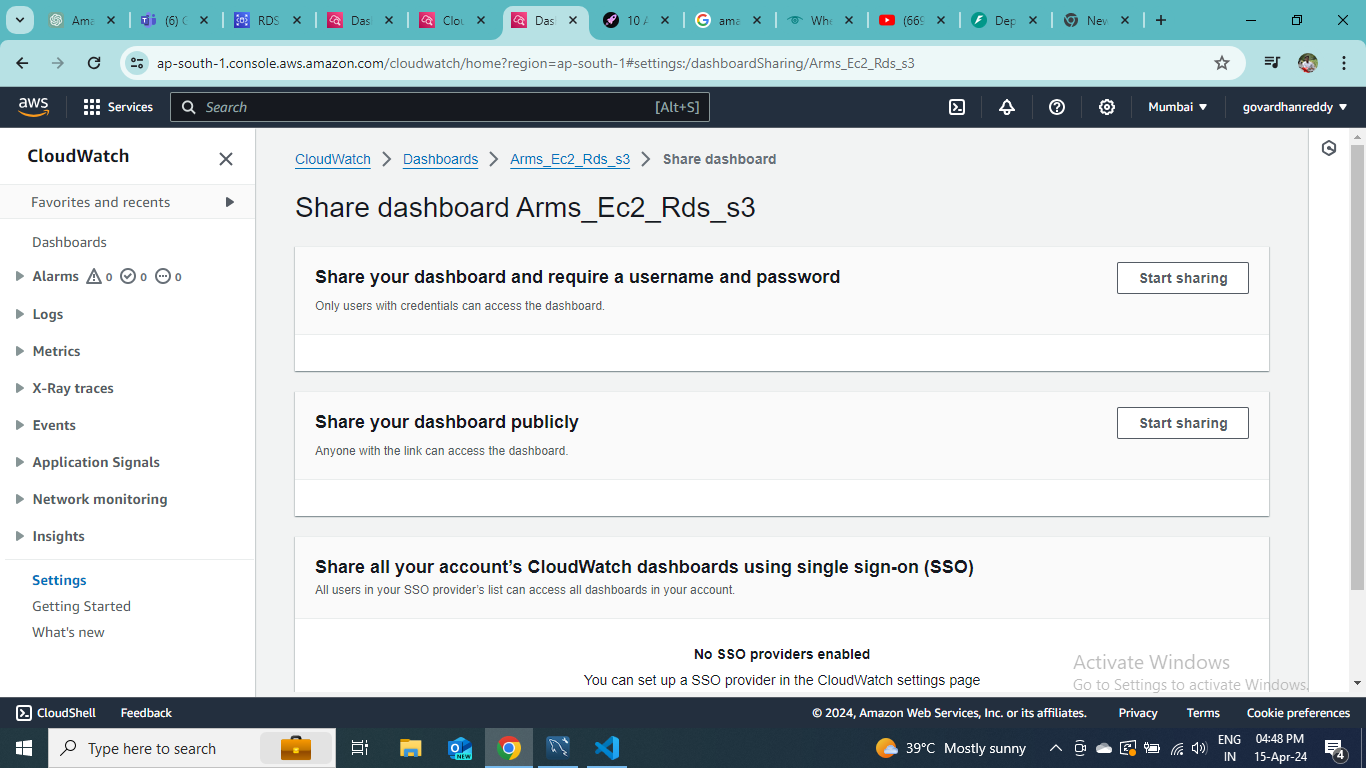 Ama
(6) C
RDS
Das
Clou
Das
10 A
ama
Whe
(669
Dep
New
ap-south-1.console.aws.amazon.com/cloudwatch/home?region=ap-south-1#settings:/dashboardSharing/Arms_Ec2_Rds_s3
aws
Services
Search
[Alt+S]
Mumbai
govardhanreddy
CloudWatch
Favorites and recents
Dashboards
Alarms 0 0 0
Logs
Metrics
X-Ray traces
Events
Application Signals
Network monitoring
Insights
Settings
Getting Started
What's new
CloudWatch
Dashboards
Arms_Ec2_Rds_s3
Share dashboard
Share dashboard Arms_Ec2_Rds_s3
Share your dashboard and require a username and password
Only users with credentials can access the dashboard.
Start sharing
Share your dashboard publicly
Anyone with the link can access the dashboard.
Start sharing
Share all your account’s CloudWatch dashboards using single sign-on (SSO)
All users in your SSO provider’s list can access all dashboards in your account.
No SSO providers enabled
You can set up a SSO provider in the CloudWatch settings page
Activate Windows
Go to Settings to activate Windows.
CloudShell
Feedback
© 2024, Amazon Web Services, Inc. or its affiliates.
Privacy
Terms
Cookie preferences
Type here to search
NEW
39°C Mostly sunny
ENG
IN
04:48 PM
15-Apr-24
4